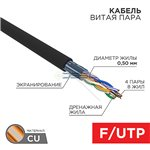 КАБЕЛЬ
ВИТАЯ ПАРА
ДИАМЕТР ЖИЛЫ
0,50 мм
ЭКРАНИРОВАНИЕ
4 ПАРЫ
8 ЖИЛ
ДРЕНАЖНАЯ
ЖИЛА
МАТЕРИАЛ
CU
F/UTP